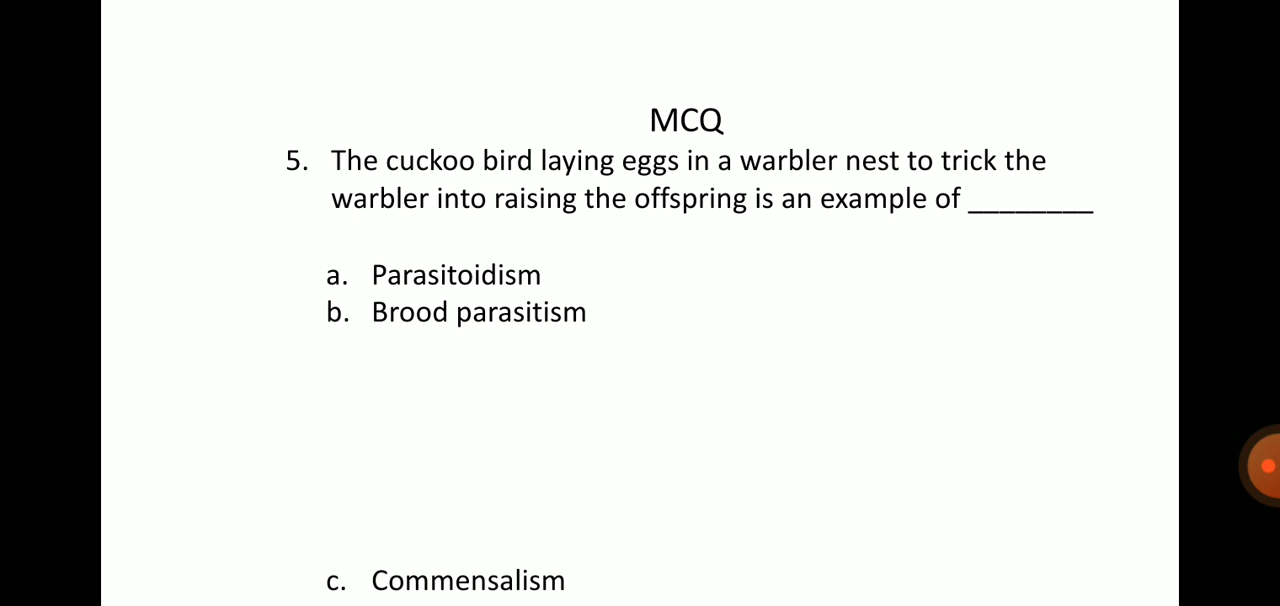 MCQ
5. The cuckoo bird laying eggs in a warbler nest to trick the
warbler into raising the offspring is an example of ________
a. Parasitoidism
b. Brood parasitism
c. Commensalism